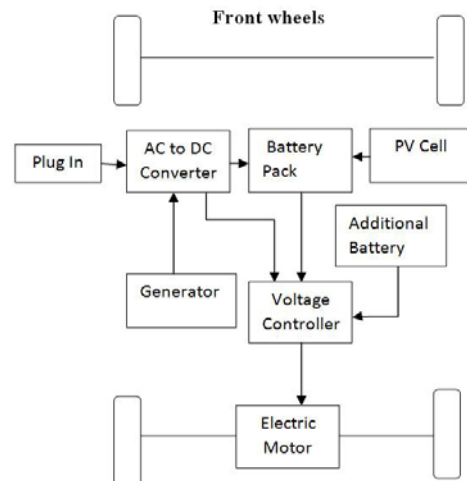 Front wheels
Plug In
AC to DC
Converter
Battery
Pack
PV Cell
Additional
Battery
Generator
Voltage
Controller
Electric
Motor